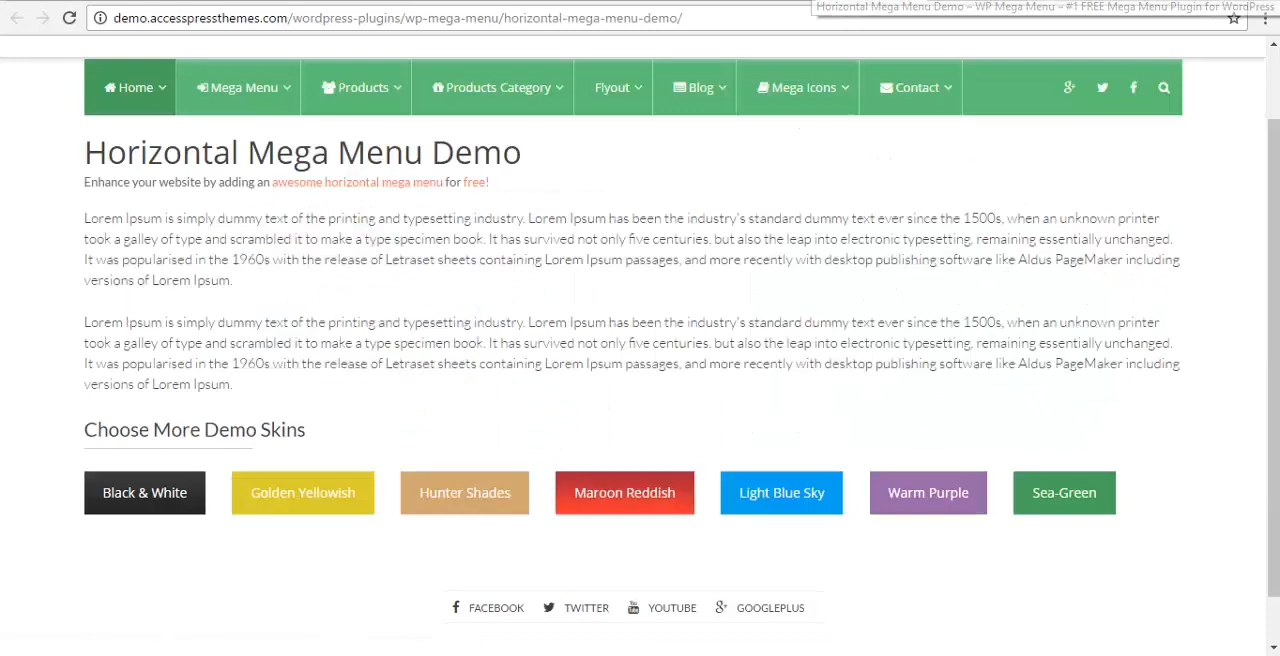 demo.accesspressthemes.com/wordpress-plugins/wp-mega-menu/horizontal-mega-menu-demo/
Horizontal Mega Menu Demo – WP Mega Menu – #1 FREE Mega Menu Plugin for WordPress
Home Mega Menu Products Products Category Flyout Blog Mega Icons Contact
Horizontal Mega Menu Demo
Enhance your website by adding an awesome horizontal mega menu for free!
Lorem Ipsum is simply dummy text of the printing and typesetting industry. Lorem Ipsum has been the industry's standard dummy text ever since the 1500s, when an unknown printer
took a galley of type and scrambled it to make a type specimen book. It has survived not only five centuries, but also the leap into electronic typesetting, remaining essentially unchanged.
It was popularised in the 1960s with the release of Letraset sheets containing Lorem Ipsum passages, and more recently with desktop publishing software like Aldus PageMaker including
versions of Lorem Ipsum.
Lorem Ipsum is simply dummy text of the printing and typesetting industry. Lorem Ipsum has been the industry's standard dummy text ever since the 1500s, when an unknown printer
took a galley of type and scrambled it to make a type specimen book. It has survived not only five centuries, but also the leap into electronic typesetting, remaining essentially unchanged.
It was popularised in the 1960s with the release of Letraset sheets containing Lorem Ipsum passages, and more recently with desktop publishing software like Aldus PageMaker including
versions of Lorem Ipsum.
Choose More Demo Skins
Black & White Golden Yellowish Hunter Shades Maroon Reddish Light Blue Sky Warm Purple Sea-Green
FACEBOOK TWITTER YOUTUBE GOOGLEPLUS